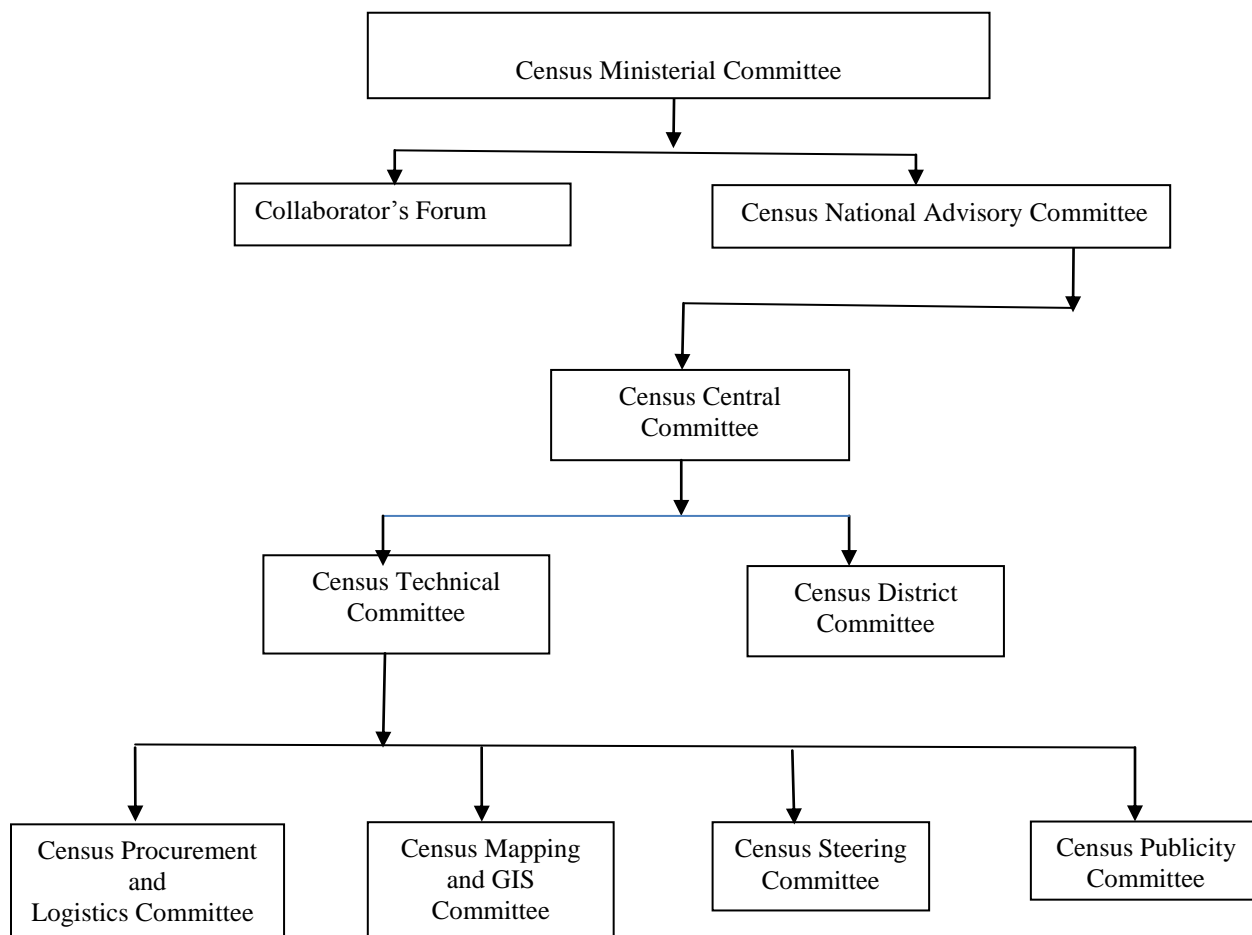 Census Ministerial Committee
Collaborator’s Forum
Census National Advisory Committee
Census Central
Committee
Census Technical
Committee
Census District
Committee
Census Procurement
and
Logistics Committee
Census Mapping
and GIS
Committee
Census Steering
Committee
Census Publicity
Committee